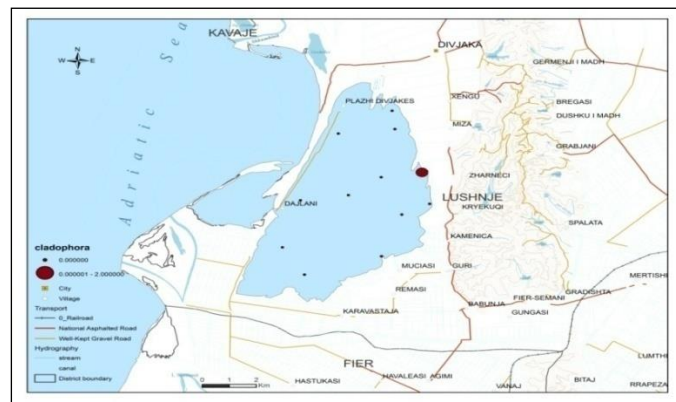 KAVAJE
DIVJAKA
Adriatic Sea
N
W E
S
GERMENJI I MADH
PLAZHI DIVJAKES
XENGU
BREGASI
DUSHKU I MADH
MIZA
GRABJANI
ZHARNECI
DAJLANI
LUSHNJE
KRYEKUQI
SPALATA
KAMENICA
cladophora
0.000000
0.000001 - 2.000000
City
Village
Transport
0_Railroad
National Asphalted Road
Well-Kept Gravel Road
Hydrography
stream
canal
District boundary
MUCIASI
GURI
MERTISHI
REMASI
GRADISHTA
FIER-SEMANI
BABUNJA
GUNGASI
KARAVASTAJA
FIER
LUMTH
0 1 2
Km
HASTUKASI
HAVALEASI
AGIMI
VANAJ
BITAJ
RRAPEZA